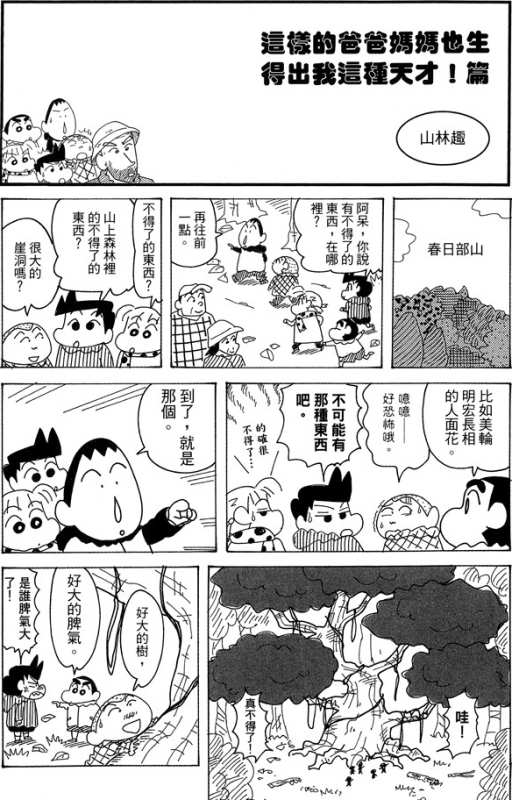 這樣的爸爸媽媽也生
得出我這種天才！篇
山林趣
春日部山
阿呆，你說
有不得了的
東西，在哪
裡？
再往前
一點。
不得了的東西？
山上森林裡
的不得了的
東西？
很大的
崖洞嗎？
比如美輪
明宏長相
的人面花。
噫噫——
好恐怖哦。
不可能有
那種東西
吧。
的確很
不得了……
到了，就是
那個。
哇！
真不得了！
好大的樹，
好大的脾氣。
是誰脾氣大
了！